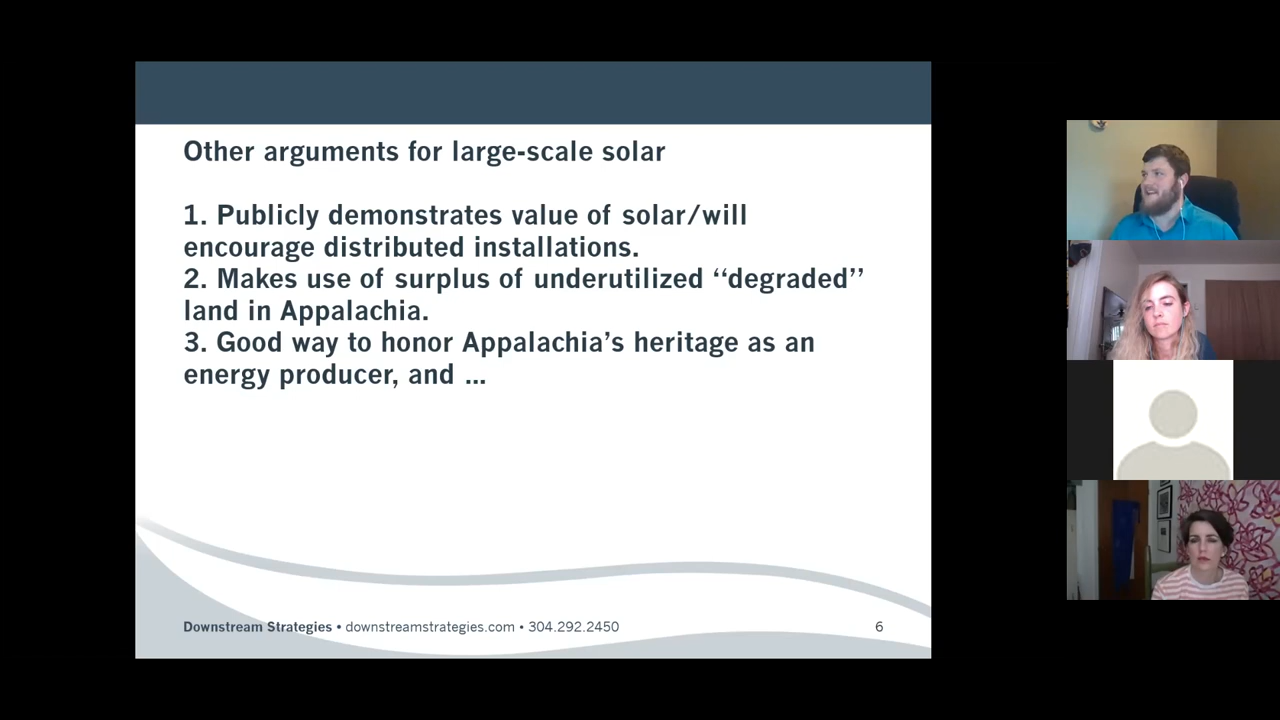 Other arguments for large-scale solar
1. Publicly demonstrates value of solar/will
encourage distributed installations.
2. Makes use of surplus of underutilized “degraded”
land in Appalachia.
3. Good way to honor Appalachia’s heritage as an
energy producer, and ...
Downstream Strategies • downstreamstrategies.com • 304.292.2450
6